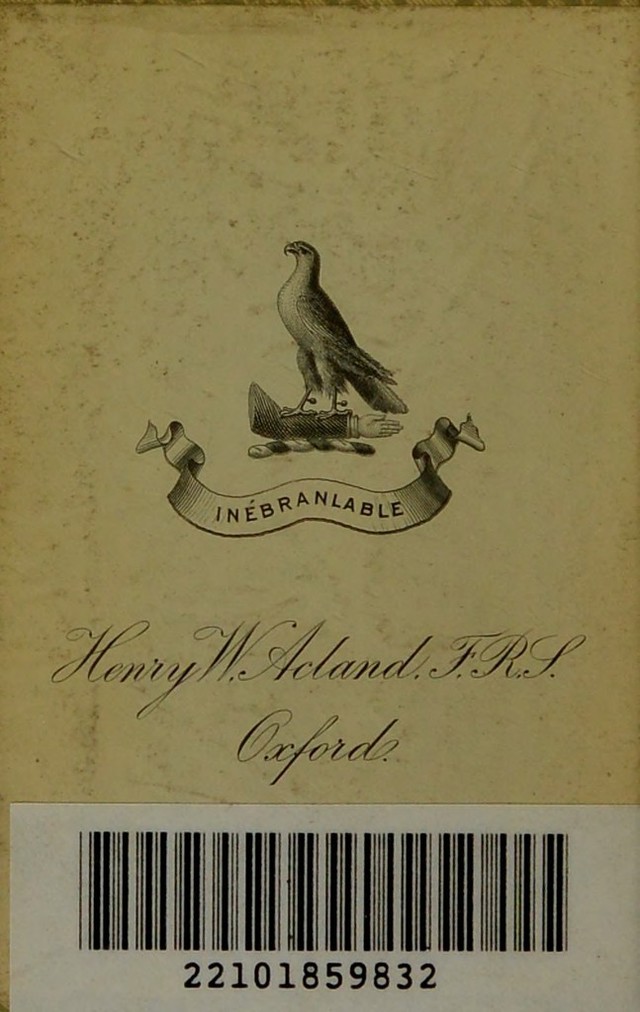 INÉBRANLABLE
Henry W. Acland. F.R.S.
Oxford.
22101859832